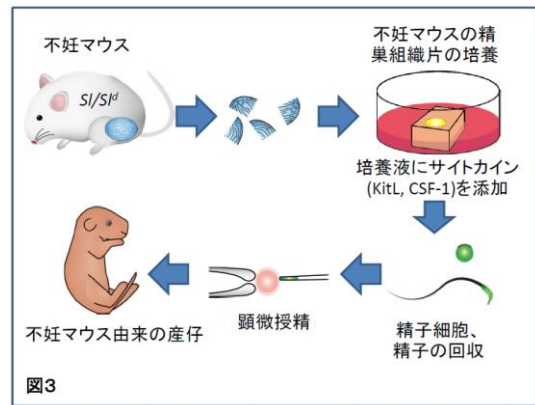 不妊マウス
Sl/Slᵈ
不妊マウスの精
巣組織片の培養
培養液にサイトカイン
(KitL, CSF-1)を添加
精子細胞、
精子の回収
顕微授精
不妊マウス由来の産仔
図3